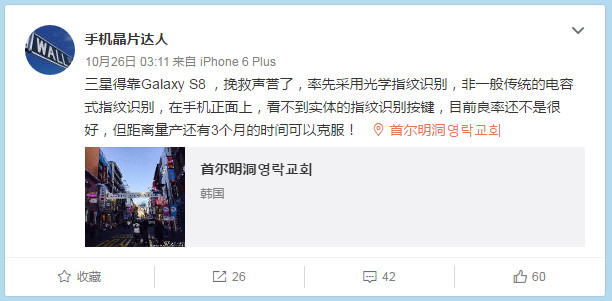 WALL
手机晶片达人
10月26日 03:11 来自 iPhone 6 Plus
三星得靠Galaxy S8 ，挽救声誉了，率先采用光学指纹识别，非一般传统的电容
式指纹识别，在手机正面上，看不到实体的指纹识别按键，目前良率还不是很
好，但距离量产还有3个月的时间可以克服！ 首尔明洞영락교회
首尔明洞영락교회
韩国
收藏 26 42 60